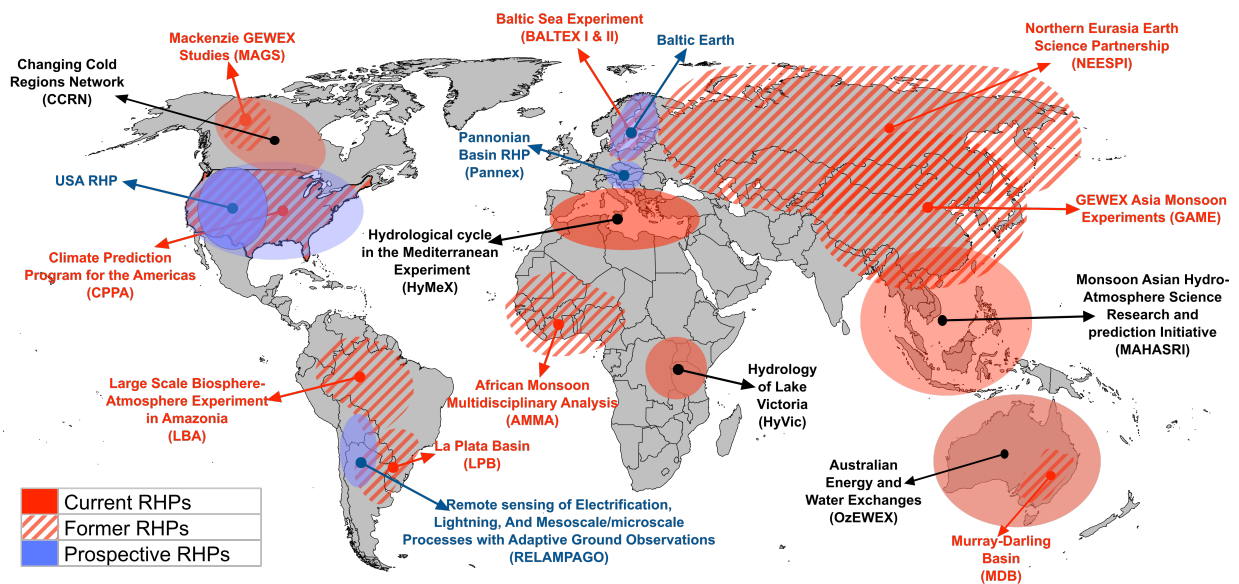 Mackenzie GEWEX
Studies (MAGS)
Changing Cold
Regions Network
(CCRN)
Baltic Sea Experiment
(BALTEX I & II)
Baltic Earth
Northern Eurasia Earth
Science Partnership
(NEESPI)
Pannonian
Basin RHP
(Pannex)
USA RHP
GEWEX Asia Monsoon
Experiments (GAME)
Climate Prediction
Program for the Americas
(CPPA)
Hydrological cycle
in the Mediterranean
Experiment
(HyMeX)
Monsoon Asian Hydro-
Atmosphere Science
Research and
prediction Initiative
(MAHASRI)
Large Scale Biosphere-
Atmosphere Experiment
in Amazonia
(LBA)
African Monsoon
Multidisciplinary Analysis
(AMMA)
Hydrology
of Lake
Victoria
(HyVic)
La Plata Basin
(LPB)
Australian
Energy and
Water Exchanges
(OzEWEX)
Remote sensing of Electrification,
Lightning, And Mesoscale/microscale
Processes with Adaptive Ground Observations
(RELAMPAGO)
Murray-Darling
Basin
(MDB)
Current RHPs
Former RHPs
Prospective RHPs